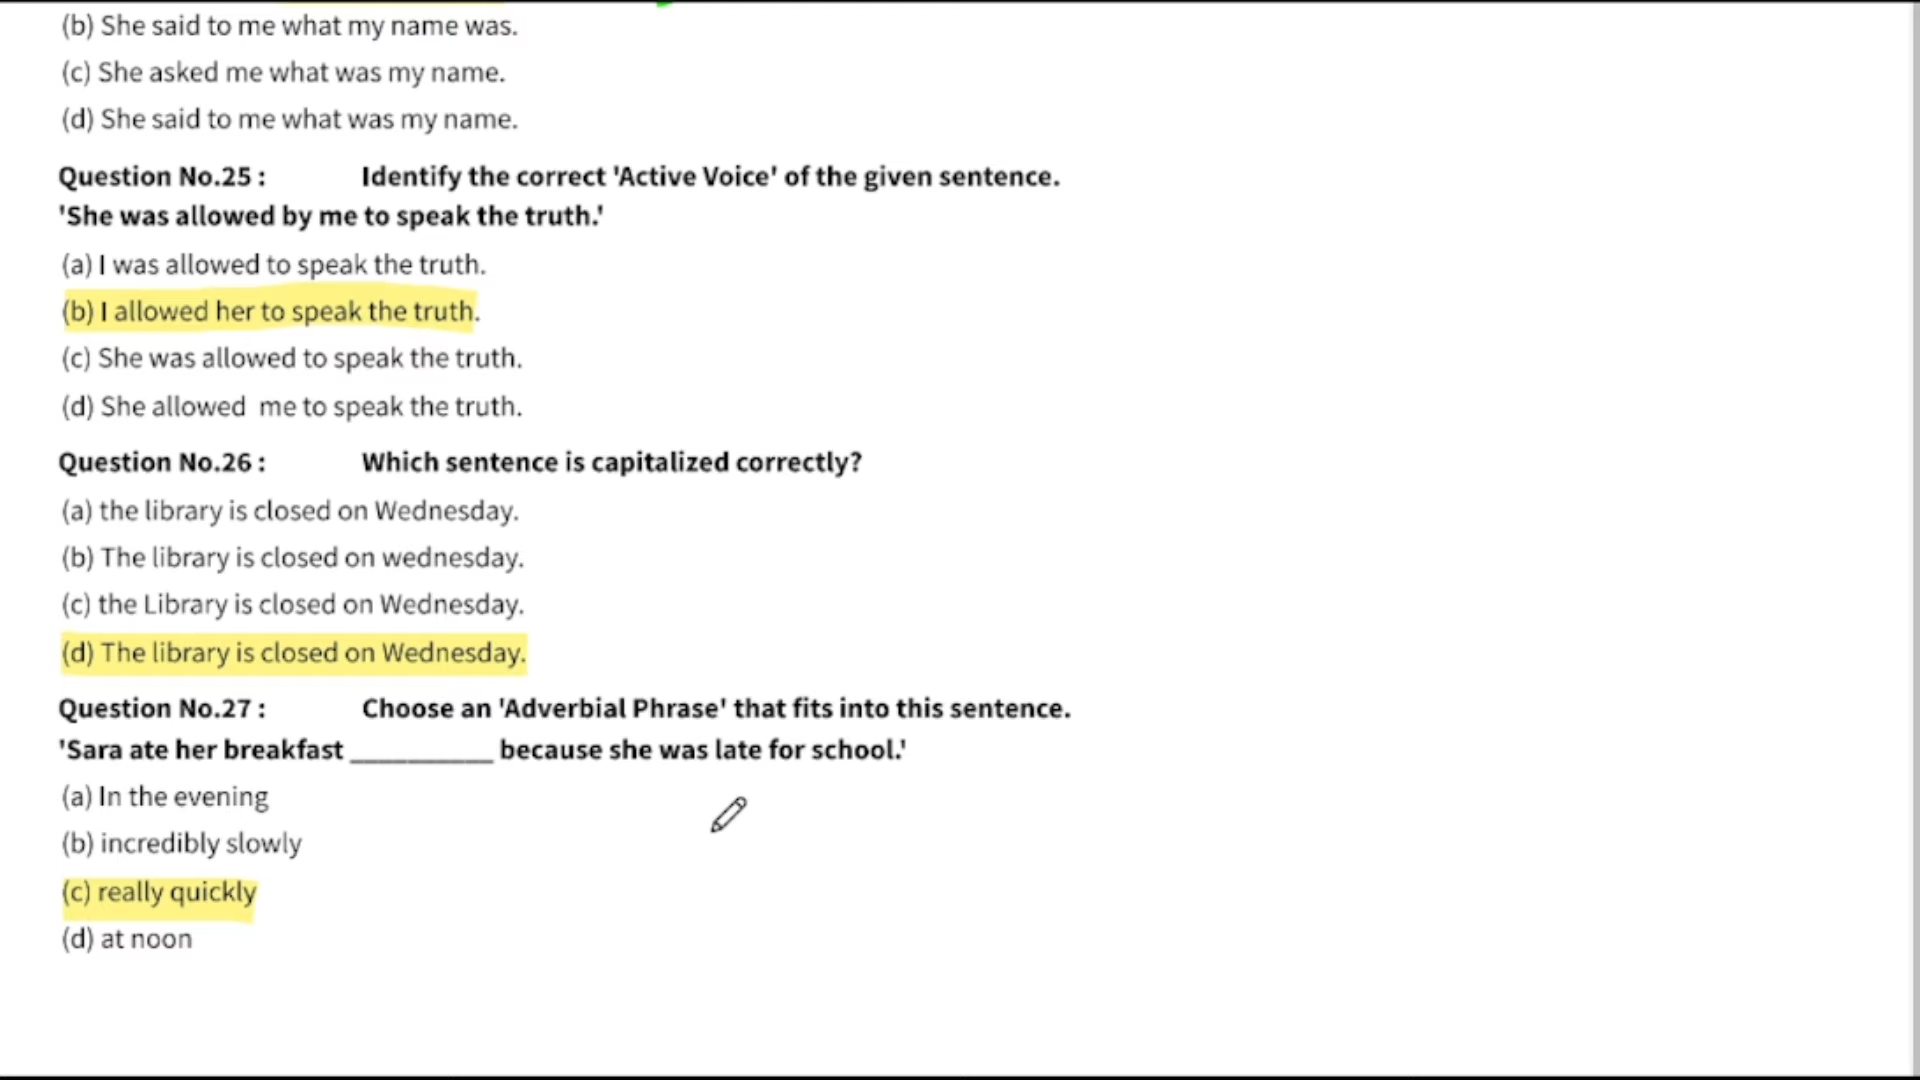 (b) She said to me what my name was.
(c) She asked me what was my name.
(d) She said to me what was my name.
Question No.25 : Identify the correct 'Active Voice' of the given sentence.
'She was allowed by me to speak the truth.'
(a) I was allowed to speak the truth.
(b) I allowed her to speak the truth.
(c) She was allowed to speak the truth.
(d) She allowed  me to speak the truth.
Question No.26 : Which sentence is capitalized correctly?
(a) the library is closed on Wednesday.
(b) The library is closed on wednesday.
(c) the Library is closed on Wednesday.
(d) The library is closed on Wednesday.
Question No.27 : Choose an 'Adverbial Phrase' that fits into this sentence.
'Sara ate her breakfast __________ because she was late for school.'
(a) In the evening
(b) incredibly slowly
(c) really quickly
(d) at noon